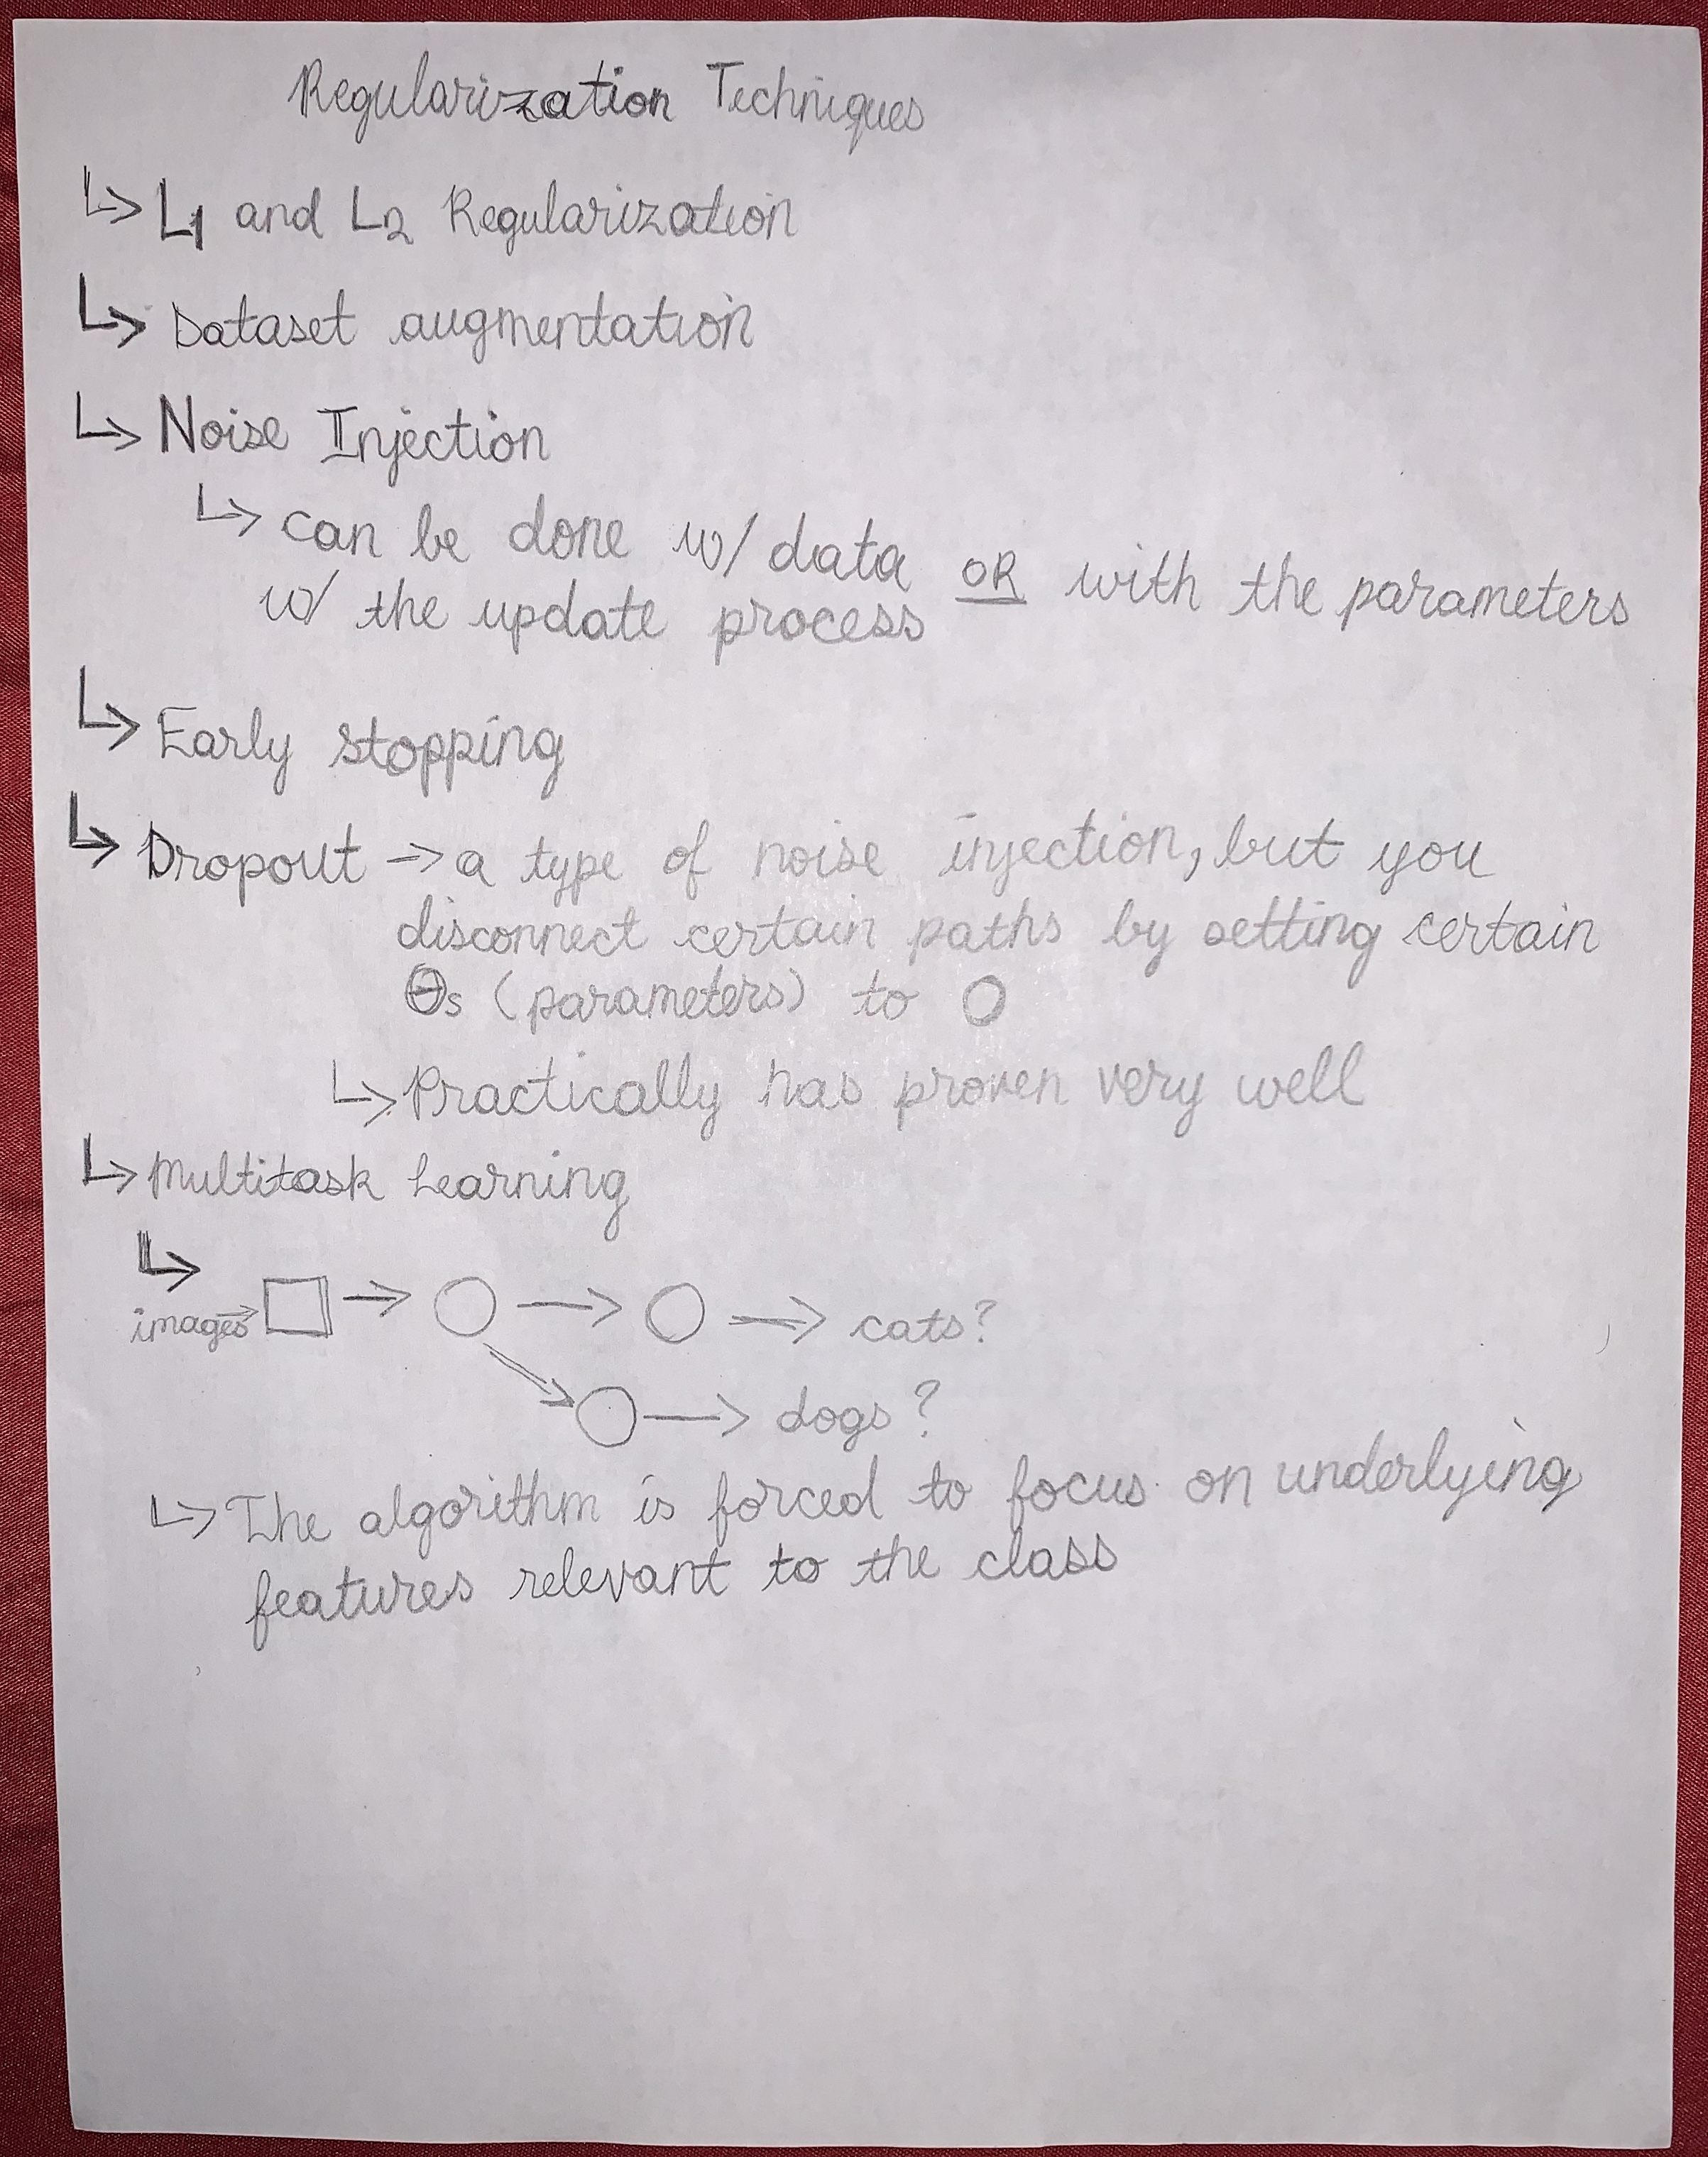 Regularization Techniques
↳ L1 and L2 Regularization
↳ Dataset augmentation
↳ Noise Injection
↳ can be done w/ data OR with the parameters
w/ the update process
↳ Early stopping
↳ Dropout → a type of noise injection, but you
disconnect certain paths by setting certain
Θs (parameters) to 0
↳ Practically has proven very well
↳ Multitask Learning
↳
images → □ → ○ → ○ → cats?
↘ ○ → dogs?
↳ The algorithm is forced to focus on underlying
features relevant to the class